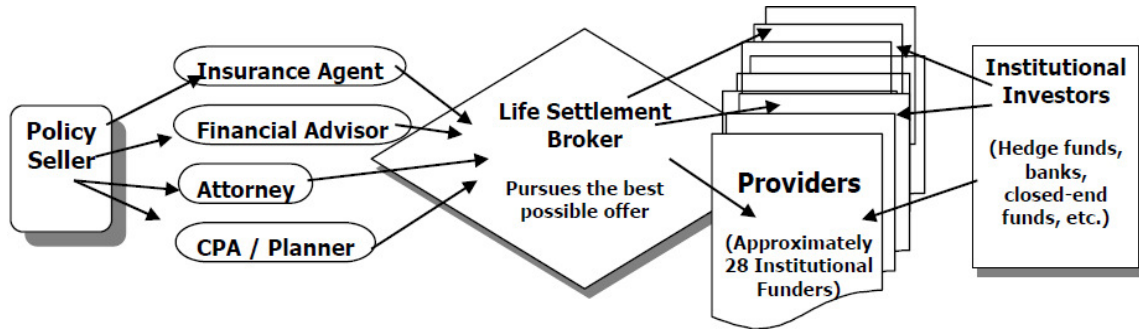 Policy
Seller
Insurance Agent
Financial Advisor
Attorney
CPA / Planner
Life Settlement
Broker
Pursues the best
possible offer
Providers
(Approximately
28 Institutional
Funders)
Institutional
Investors
(Hedge funds,
banks,
closed-end
funds, etc.)